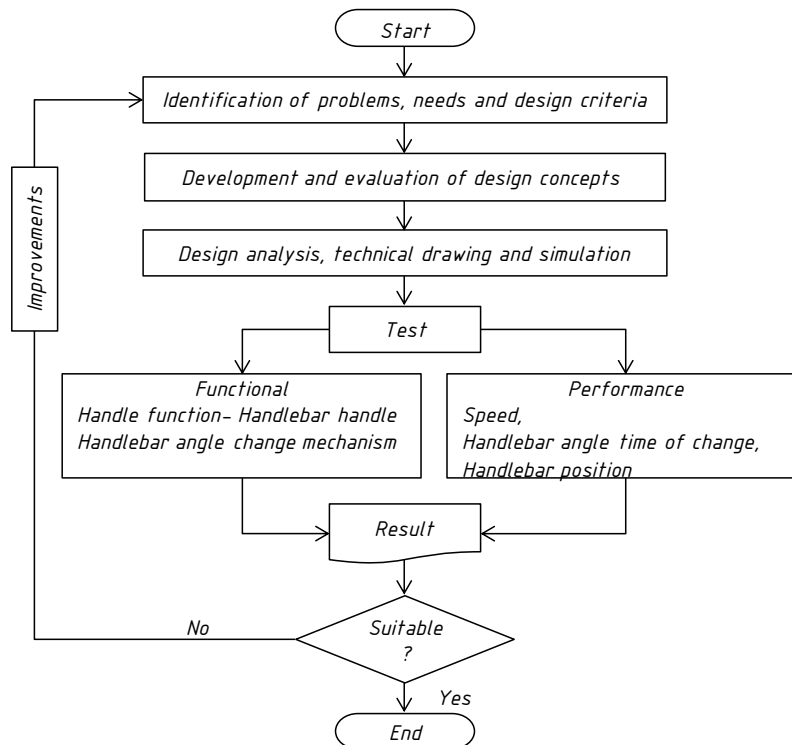 Start
Identification of problems, needs and design criteria
Development and evaluation of design concepts
Design analysis, technical drawing and simulation
Improvements
Test
Functional
Handle function- Handlebar handle
Handlebar angle change mechanism
Performance
Speed,
Handlebar angle time of change,
Handlebar position
Result
No
Suitable
?
Yes
End